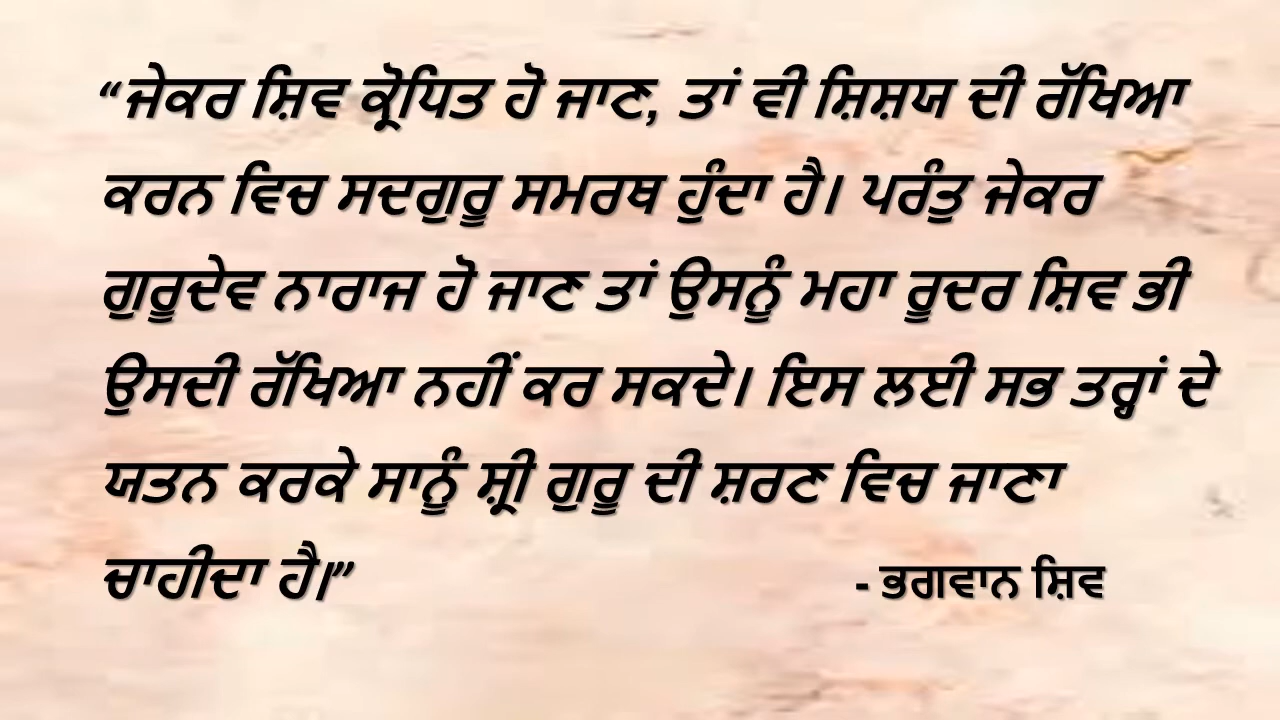 “ਜੇਕਰ ਸ਼ਿਵ ਕ੍ਰੋਧਿਤ ਹੋ ਜਾਣ, ਤਾਂ ਵੀ ਸ਼ਿਸ਼ਯ ਦੀ ਰੱਖਿਆ
ਕਰਨ ਵਿਚ ਸਦਗੁਰੂ ਸਮਰਥ ਹੁੰਦਾ ਹੈ। ਪਰੰਤੁ ਜੇਕਰ
ਗੁਰੂਦੇਵ ਨਾਰਾਜ ਹੋ ਜਾਣ ਤਾਂ ਉਸਨੂੰ ਮਹਾ ਰੂਦਰ ਸ਼ਿਵ ਭੀ
ਉਸਦੀ ਰੱਖਿਆ ਨਹੀਂ ਕਰ ਸਕਦੇ। ਇਸ ਲਈ ਸਭ ਤਰ੍ਹਾਂ ਦੇ
ਯਤਨ ਕਰਕੇ ਸਾਨੂੰ ਸ਼੍ਰੀ ਗੁਰੂ ਦੀ ਸ਼ਰਣ ਵਿਚ ਜਾਣਾ
ਚਾਹੀਦਾ ਹੈ।” - ਭਗਵਾਨ ਸ਼ਿਵ